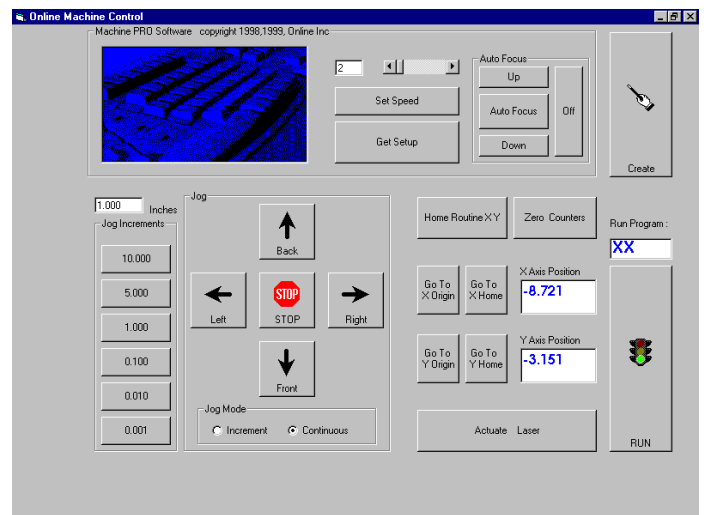 Online Machine Control
Machine PRO Software copyright 1998,1999, Online Inc
2
Set Speed
Get Setup
Auto Focus
Up
Auto Focus
Down
Off
Create
1.000 Inches
Jog Increments
10.000
5.000
1.000
0.100
0.010
0.001
Jog
Back
Left
STOP
STOP
Right
Front
Jog Mode
Increment Continuous
Home Routine X Y
Zero Counters
Go To
X Origin
Go To
X Home
X Axis Position
-8.721
Go To
Y Origin
Go To
Y Home
Y Axis Position
-3.151
Actuate Laser
Run Program :
XX
RUN